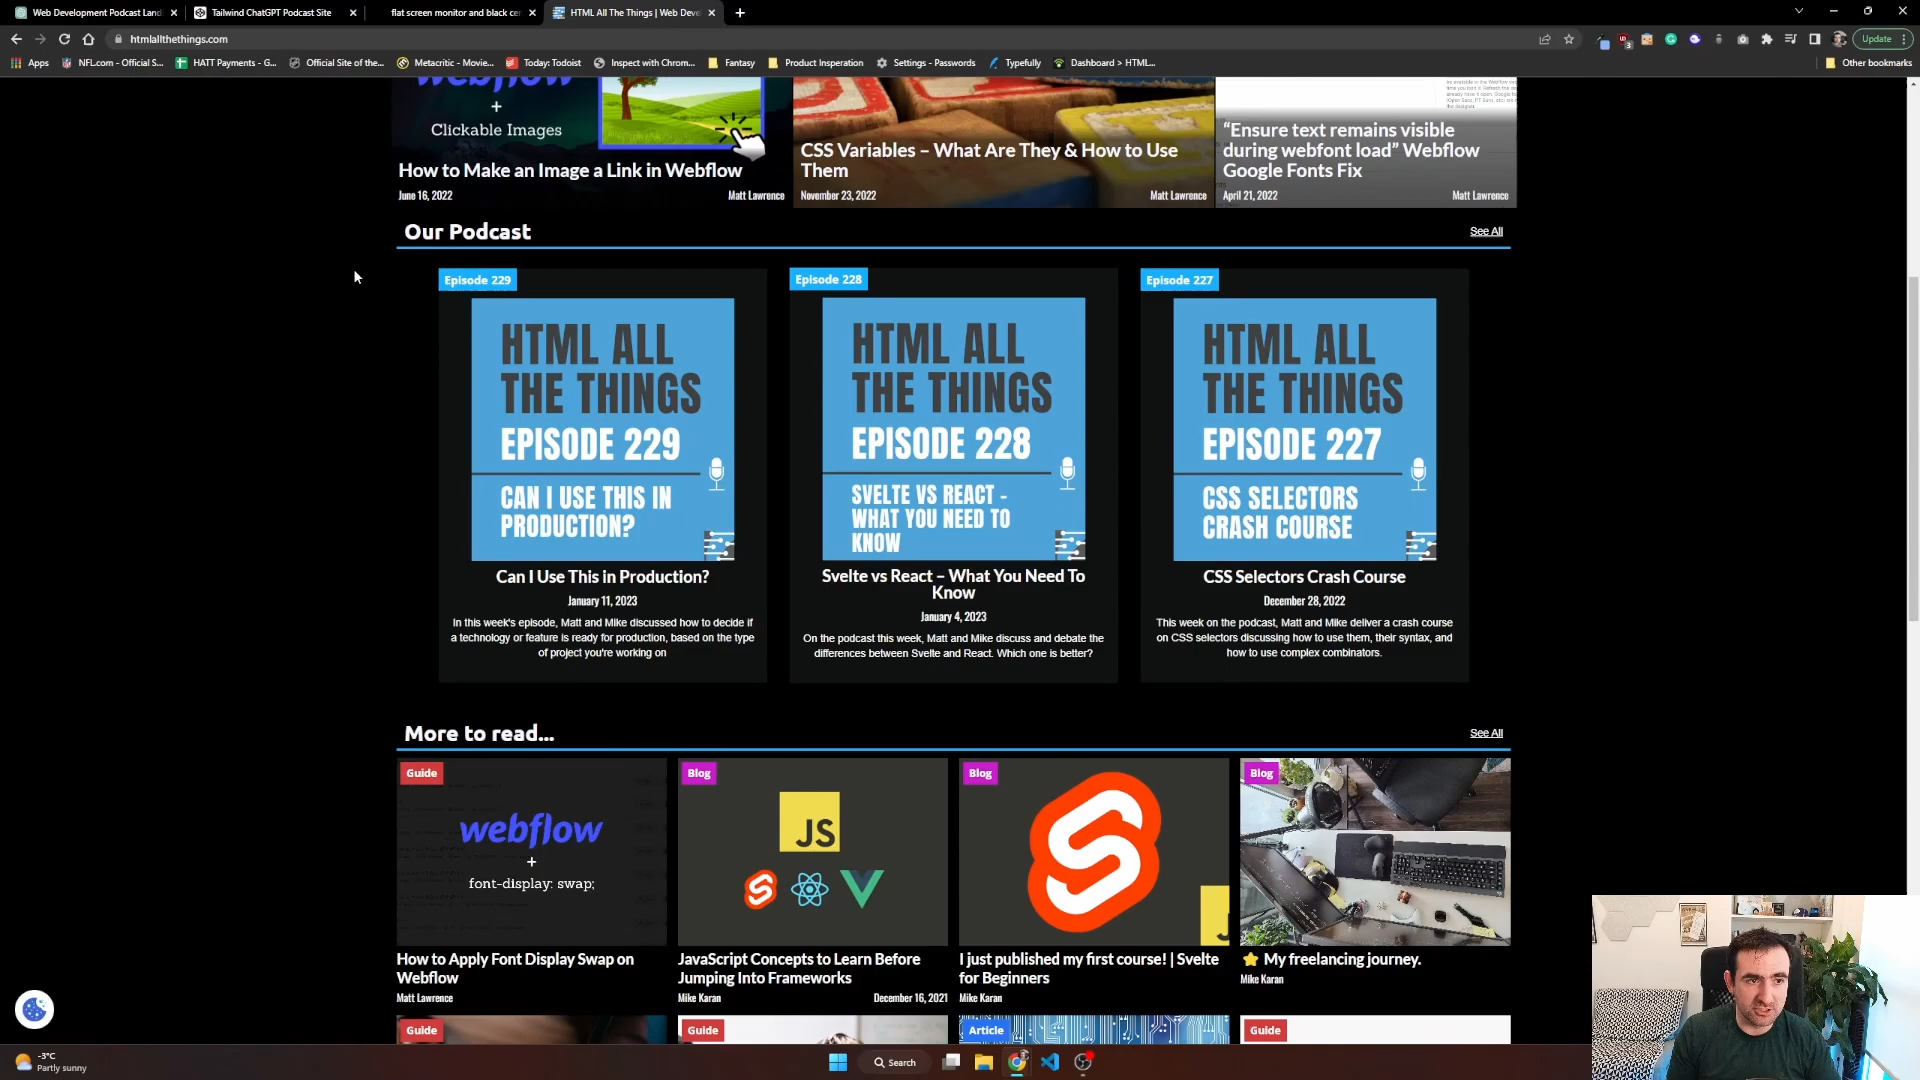 Web Development Podcast Land
Tailwind ChatGPT Podcast Site
flat screen monitor and black cer
HTML All The Things | Web Deve
htmlallthethings.com
Update
Apps
NFL.com - Official S...
HATT Payments - G...
Official Site of the...
Metacritic - Movie...
Today: Todoist
Inspect with Chrom...
Fantasy
Product Insperation
Settings - Passwords
Typefully
Dashboard > HTML...
Other bookmarks
webflow
+
Clickable Images
How to Make an Image a Link in Webflow
June 16, 2022
Matt Lawrence
CSS Variables – What Are They & How to Use
Them
November 23, 2022
Matt Lawrence
“Ensure text remains visible
during webfont load” Webflow
Google Fonts Fix
April 21, 2022
Matt Lawrence
Our Podcast
See All
Episode 229
HTML ALL
THE THINGS
EPISODE 229
CAN I USE THIS IN
PRODUCTION?
Can I Use This in Production?
January 11, 2023
In this week's episode, Matt and Mike discussed how to decide if
a technology or feature is ready for production, based on the type
of project you're working on
Episode 228
HTML ALL
THE THINGS
EPISODE 228
SVELTE VS REACT -
WHAT YOU NEED TO
KNOW
Svelte vs React – What You Need To
Know
January 4, 2023
On the podcast this week, Matt and Mike discuss and debate the
differences between Svelte and React. Which one is better?
Episode 227
HTML ALL
THE THINGS
EPISODE 227
CSS SELECTORS
CRASH COURSE
CSS Selectors Crash Course
December 28, 2022
This week on the podcast, Matt and Mike deliver a crash course
on CSS selectors discussing how to use them, their syntax, and
how to use complex combinators.
More to read...
See All
Guide
webflow
+
font-display: swap;
How to Apply Font Display Swap on
Webflow
Matt Lawrence
Blog
JS
JavaScript Concepts to Learn Before
Jumping Into Frameworks
Mike Karan
December 16, 2021
Blog
I just published my first course! | Svelte
for Beginners
Mike Karan
Blog
My freelancing journey.
Mike Karan
Guide
Guide
Article
Guide
-3°C
Partly sunny
Search